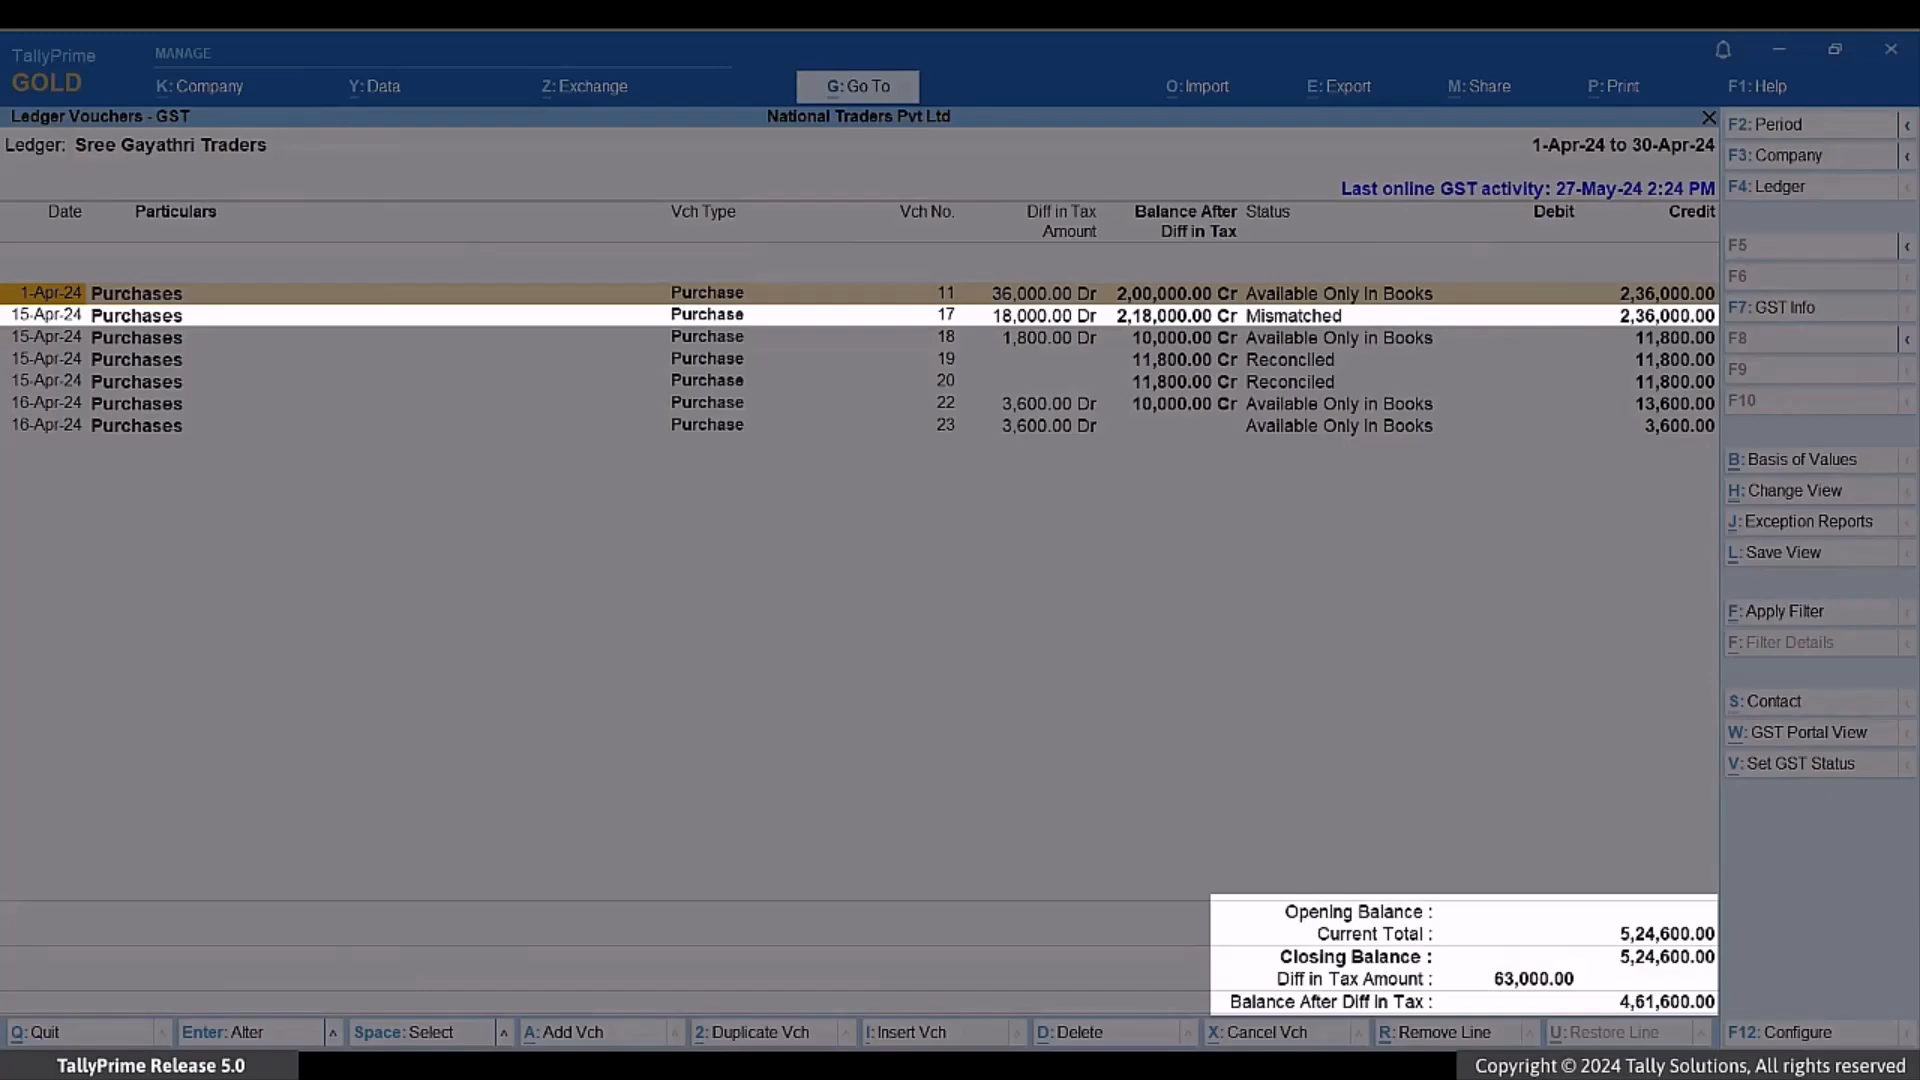 TallyPrime
GOLD
MANAGE
K: Company
Y: Data
Z: Exchange
G: Go To
O: Import
E: Export
M: Share
P: Print
F1: Help
Ledger Vouchers - GST
National Traders Pvt Ltd
Ledger: Sree Gayathri Traders
1-Apr-24 to 30-Apr-24
Last online GST activity: 27-May-24 2:24 PM
Date Particulars Vch Type Vch No. Diff in Tax Balance After Status Debit Credit
Amount Diff in Tax
1-Apr-24 Purchases Purchase 11 36,000.00 Dr 2,00,000.00 Cr Available Only In Books 2,36,000.00
15-Apr-24 Purchases Purchase 17 18,000.00 Dr 2,18,000.00 Cr Mismatched 2,36,000.00
15-Apr-24 Purchases Purchase 18 1,800.00 Dr 10,000.00 Cr Available Only In Books 11,800.00
15-Apr-24 Purchases Purchase 19 11,800.00 Cr Reconciled 11,800.00
15-Apr-24 Purchases Purchase 20 11,800.00 Cr Reconciled 11,800.00
16-Apr-24 Purchases Purchase 22 3,600.00 Dr 10,000.00 Cr Available Only In Books 13,600.00
16-Apr-24 Purchases Purchase 23 3,600.00 Dr Available Only In Books 3,600.00
Opening Balance :
Current Total : 5,24,600.00
Closing Balance : 5,24,600.00
Diff in Tax Amount : 63,000.00
Balance After Diff in Tax : 4,61,600.00
F2: Period
F3: Company
F4: Ledger
F5
F6
F7: GST Info
F8
F9
F10
B: Basis of Values
H: Change View
J: Exception Reports
L: Save View
F: Apply Filter
F: Filter Details
S: Contact
W: GST Portal View
V: Set GST Status
Q: Quit
Enter: Alter
Space: Select
A: Add Vch
2: Duplicate Vch
I: Insert Vch
D: Delete
X: Cancel Vch
R: Remove Line
U: Restore Line
F12: Configure
TallyPrime Release 5.0
Copyright © 2024 Tally Solutions, All rights reserved